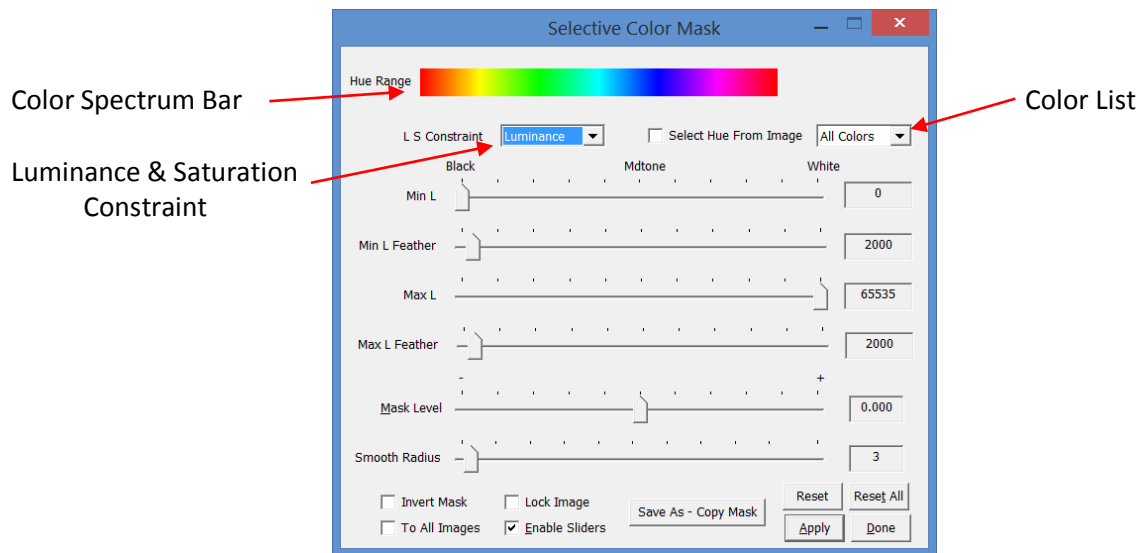 Selective Color Mask
Hue Range
Color Spectrum Bar
Color List
L S Constraint Luminance Select Hue From Image All Colors
Luminance & Saturation
Constraint
Black Mdtone White
Min L 0
Min L Feather 2000
Max L 65535
Max L Feather 2000
- +
Mask Level 0.000
Smooth Radius 3
Invert Mask Lock Image Save As - Copy Mask Reset Reset All
To All Images Enable Sliders Apply Done